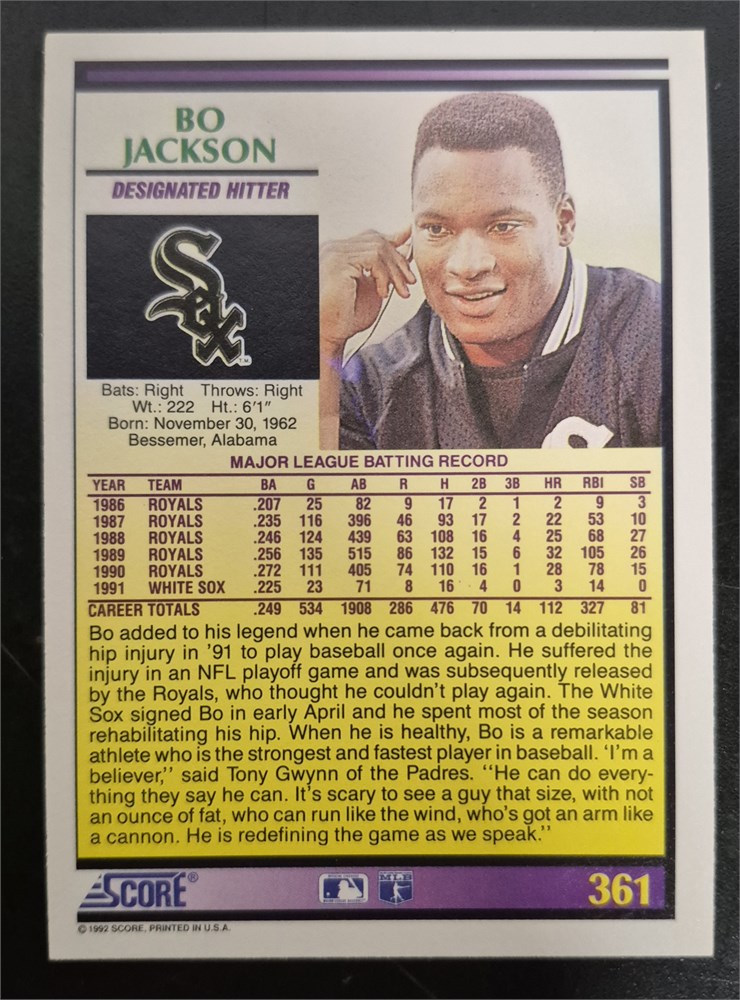 BO
JACKSON
DESIGNATED HITTER
Sox
T.M.
Bats: Right Throws: Right
Wt.: 222 Ht.: 6'1"
Born: November 30, 1962
Bessemer, Alabama
MAJOR LEAGUE BATTING RECORD
YEAR TEAM BA G AB R H 2B 3B HR RBI SB
1986 ROYALS .207 25 82 9 17 2 1 2 9 3
1987 ROYALS .235 116 396 46 93 17 2 22 53 10
1988 ROYALS .246 124 439 63 108 16 4 25 68 27
1989 ROYALS .256 135 515 86 132 15 6 32 105 26
1990 ROYALS .272 111 405 74 110 16 1 28 78 15
1991 WHITE SOX .225 23 71 8 16 4 0 3 14 0
CAREER TOTALS .249 534 1908 286 476 70 14 112 327 81
Bo added to his legend when he came back from a debilitating
hip injury in '91 to play baseball once again. He suffered the
injury in an NFL playoff game and was subsequently released
by the Royals, who thought he couldn't play again. The White
Sox signed Bo in early April and he spent most of the season
rehabilitating his hip. When he is healthy, Bo is a remarkable
athlete who is the strongest and fastest player in baseball. 'I'm a
believer,'' said Tony Gwynn of the Padres. ''He can do every-
thing they say he can. It's scary to see a guy that size, with not
an ounce of fat, who can run like the wind, who's got an arm like
a cannon. He is redefining the game as we speak.''
SCORE® MLB 361
© 1992 SCORE, PRINTED IN U.S.A.